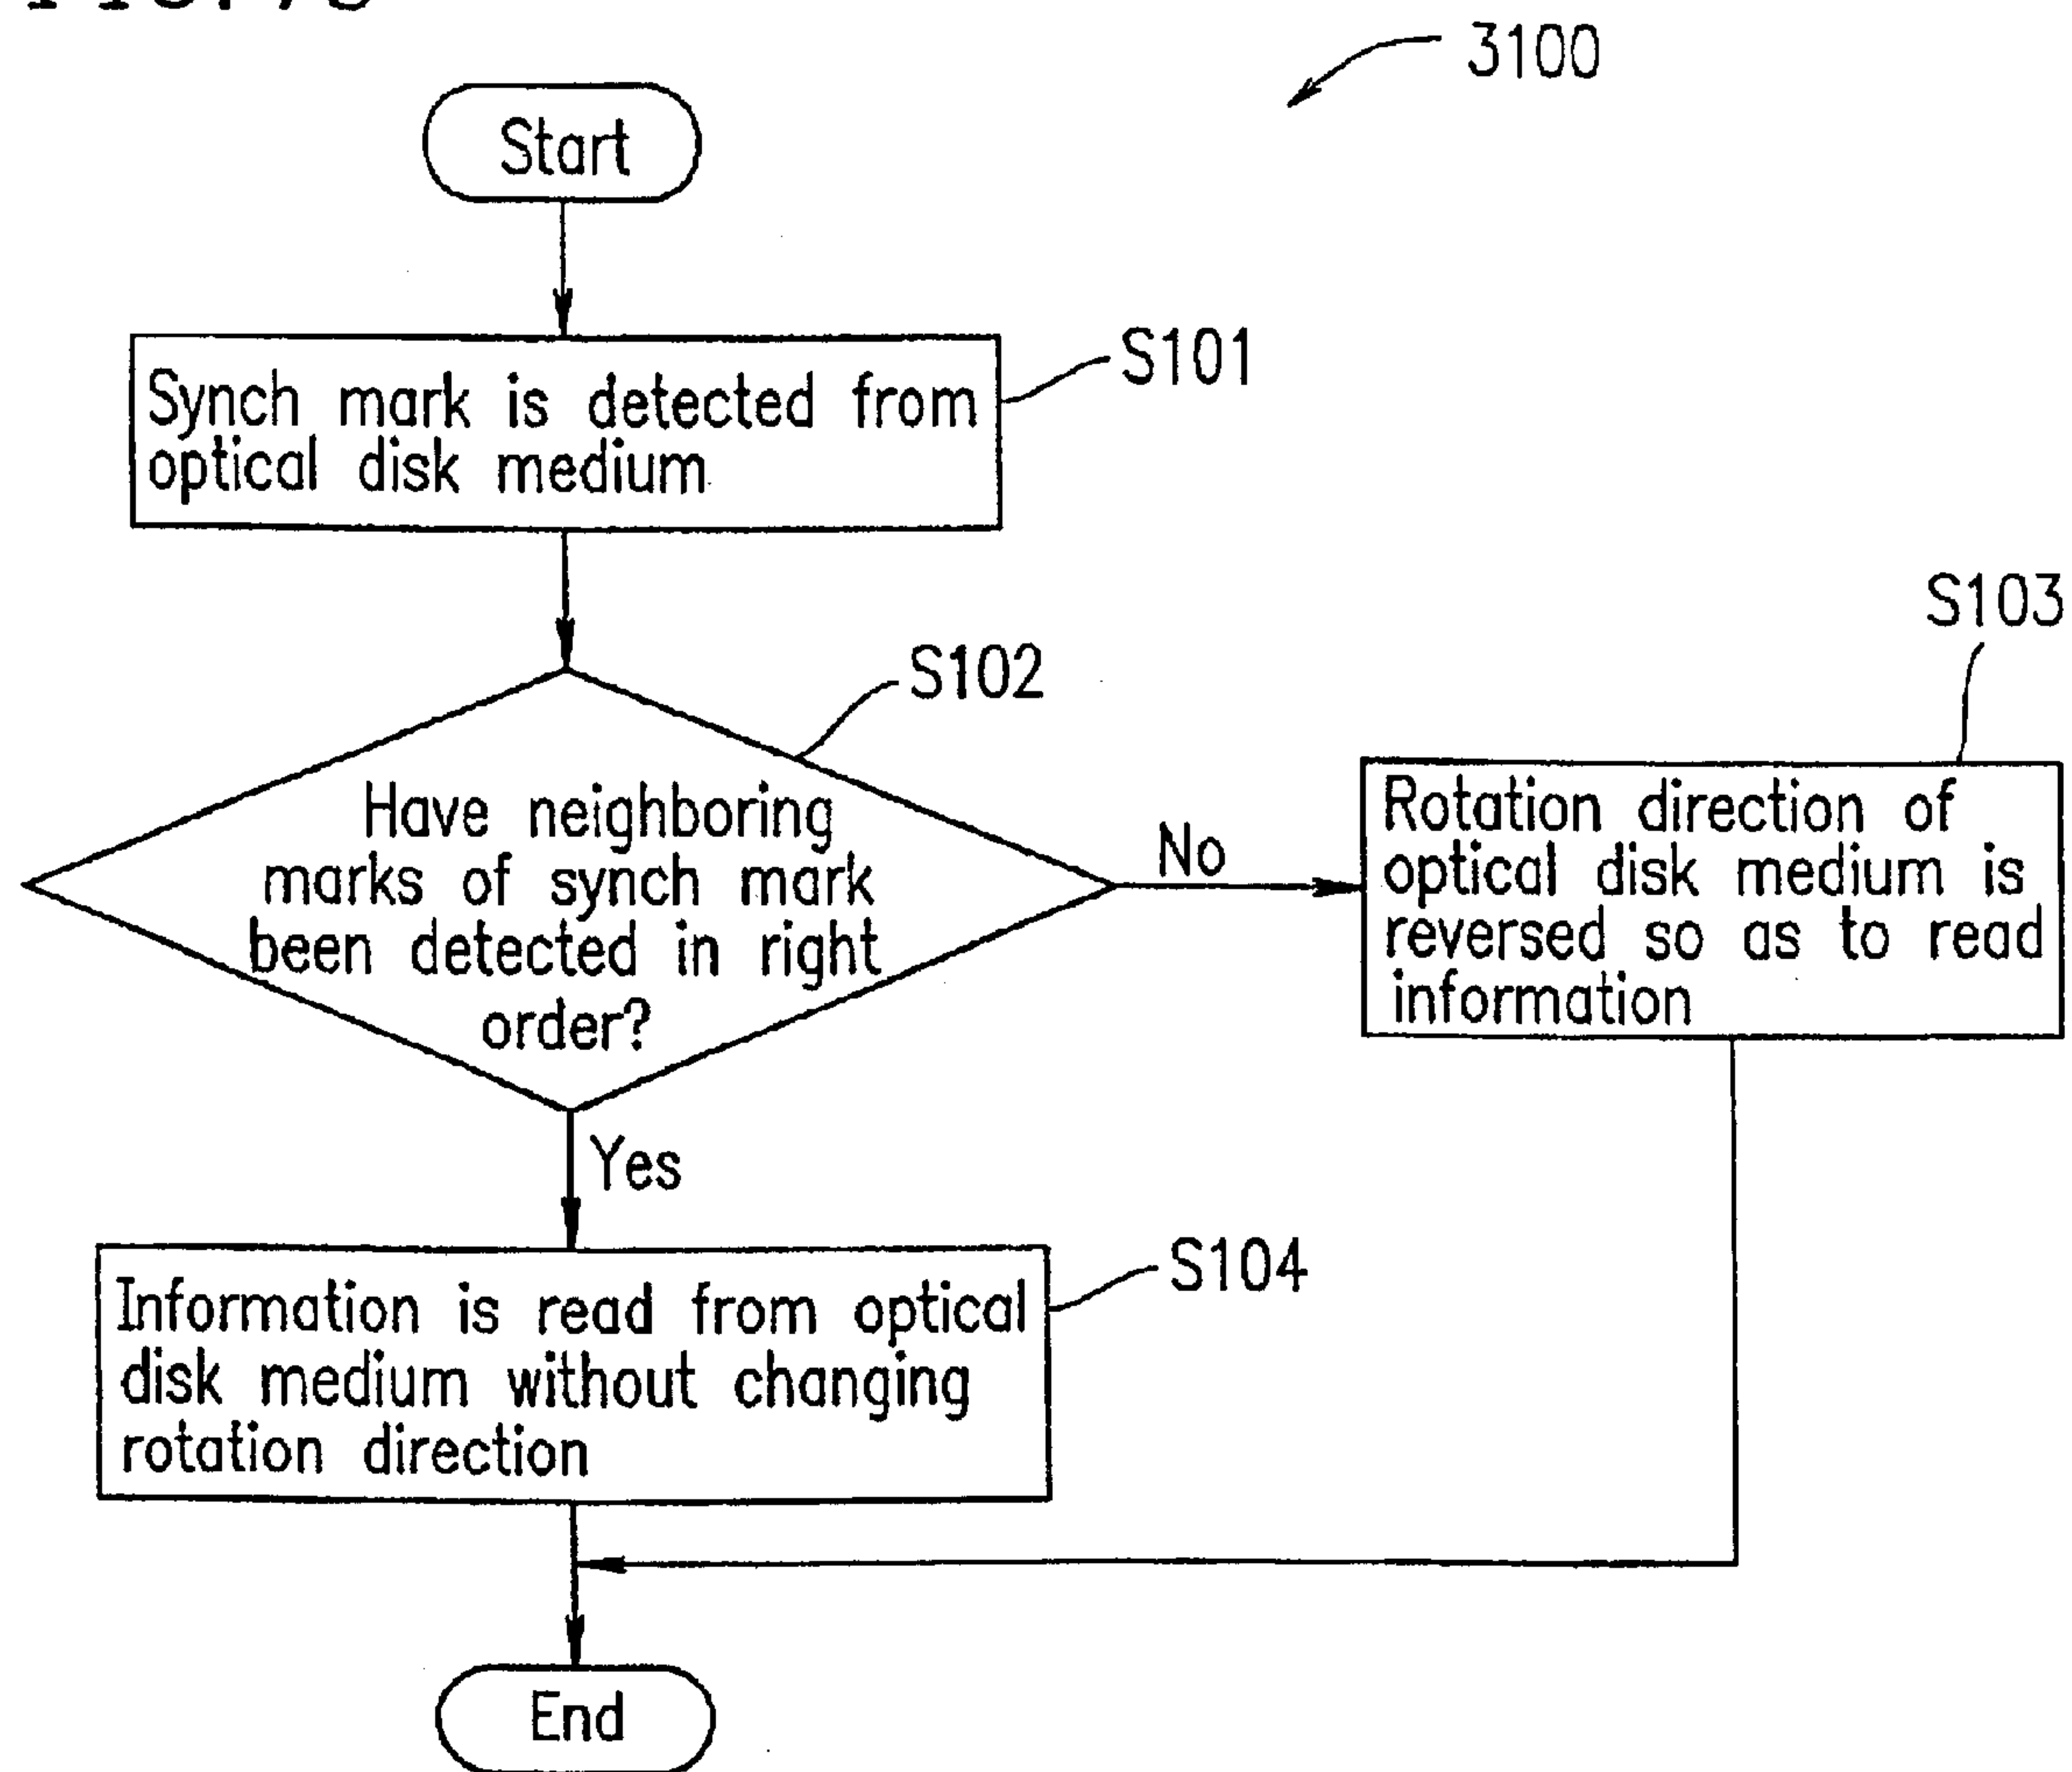 3100
Start
S101
Synch mark is detected from
optical disk medium
S102
Have neighboring
marks of synch mark
been detected in right
order?
No
S103
Rotation direction of
optical disk medium is
reversed so as to read
information
Yes
S104
Information is read from optical
disk medium without changing
rotation direction
End